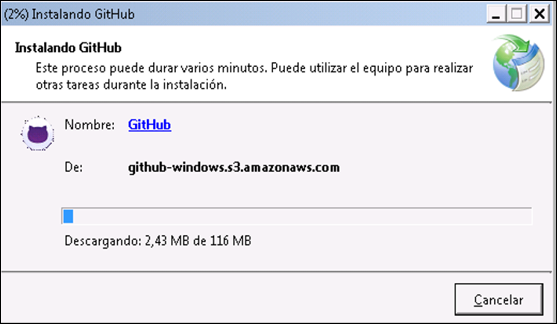 (2%) Instalando GitHub
Instalando GitHub
Este proceso puede durar varios minutos. Puede utilizar el equipo para realizar
otras tareas durante la instalación.
Nombre: GitHub
De: github-windows.s3.amazonaws.com
Descargando: 2,43 MB de 116 MB
Cancelar